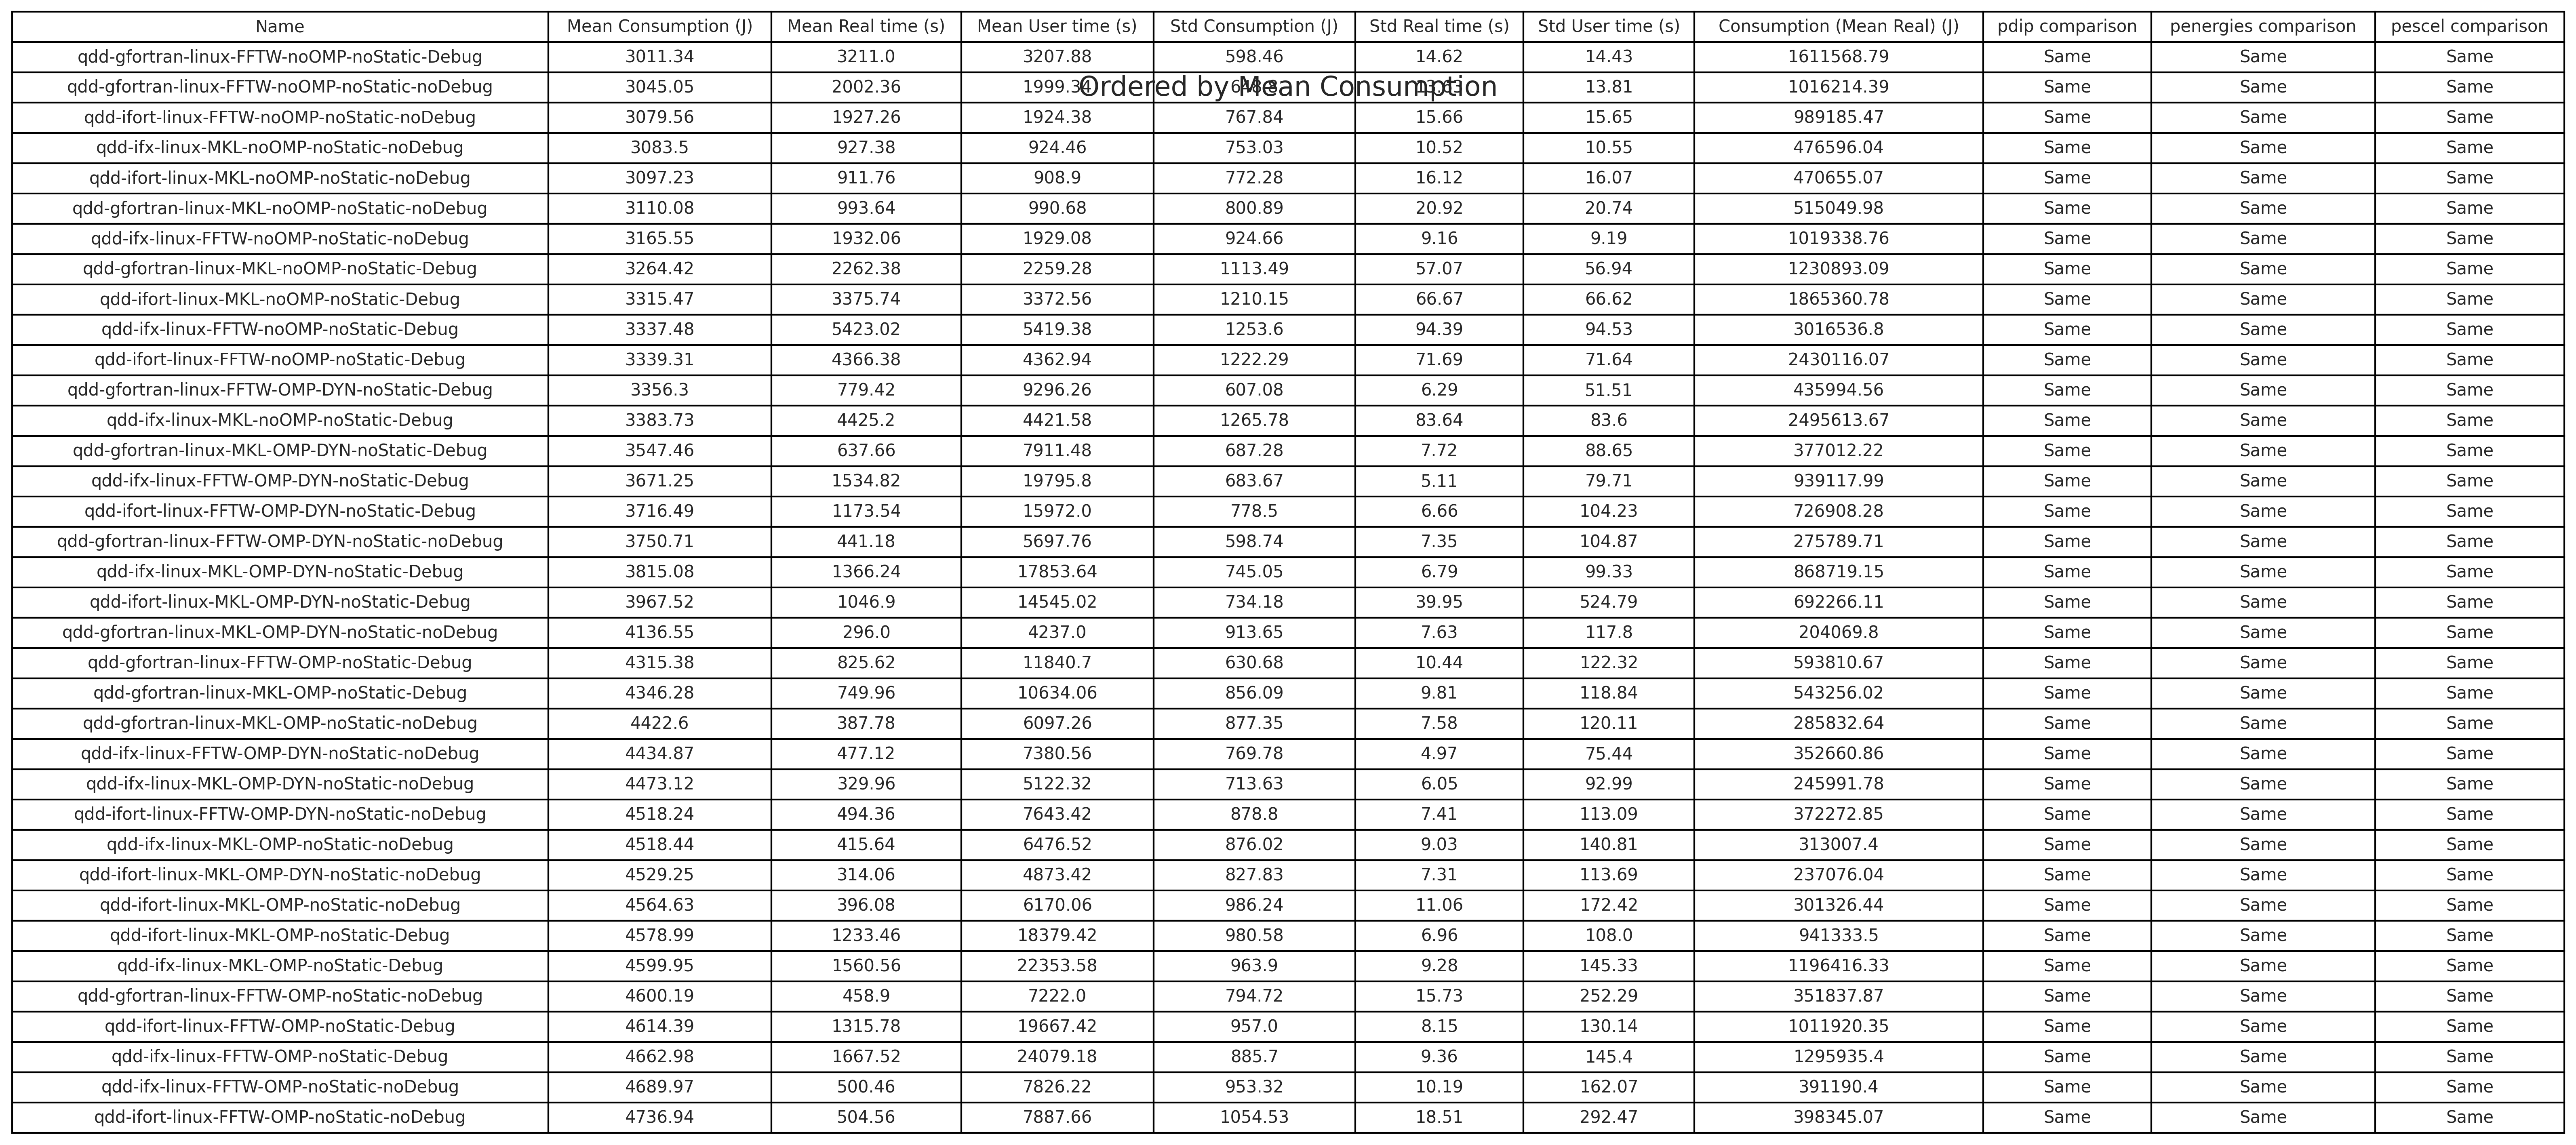 Name Mean Consumption (J) Mean Real time (s) Mean User time (s) Std Consumption (J) Std Real time (s) Std User time (s) Consumption (Mean Real) (J) pdip comparison penergies comparison pescel comparison
qdd-gfortran-linux-FFTW-noOMP-noStatic-Debug 3011.34 3211.0 3207.88 598.46 14.62 14.43 1611568.79 Same Same Same
Ordered by Mean Consumption
qdd-gfortran-linux-FFTW-noOMP-noStatic-noDebug 3045.05 2002.36 1999.34 13.81 1016214.39 Same Same Same
qdd-ifort-linux-FFTW-noOMP-noStatic-noDebug 3079.56 1927.26 1924.38 767.84 15.66 15.65 989185.47 Same Same Same
qdd-ifx-linux-MKL-noOMP-noStatic-noDebug 3083.5 927.38 924.46 753.03 10.52 10.55 476596.04 Same Same Same
qdd-ifort-linux-MKL-noOMP-noStatic-noDebug 3097.23 911.76 908.9 772.28 16.12 16.07 470655.07 Same Same Same
qdd-gfortran-linux-MKL-noOMP-noStatic-noDebug 3110.08 993.64 990.68 800.89 20.92 20.74 515049.98 Same Same Same
qdd-ifx-linux-FFTW-noOMP-noStatic-noDebug 3165.55 1932.06 1929.08 924.66 9.16 9.19 1019338.76 Same Same Same
qdd-gfortran-linux-MKL-noOMP-noStatic-Debug 3264.42 2262.38 2259.28 1113.49 57.07 56.94 1230893.09 Same Same Same
qdd-ifort-linux-MKL-noOMP-noStatic-Debug 3315.47 3375.74 3372.56 1210.15 66.67 66.62 1865360.78 Same Same Same
qdd-ifx-linux-FFTW-noOMP-noStatic-Debug 3337.48 5423.02 5419.38 1253.6 94.39 94.53 3016536.8 Same Same Same
qdd-ifort-linux-FFTW-noOMP-noStatic-Debug 3339.31 4366.38 4362.94 1222.29 71.69 71.64 2430116.07 Same Same Same
qdd-gfortran-linux-FFTW-OMP-DYN-noStatic-Debug 3356.3 779.42 9296.26 607.08 6.29 51.51 435994.56 Same Same Same
qdd-ifx-linux-MKL-noOMP-noStatic-Debug 3383.73 4425.2 4421.58 1265.78 83.64 83.6 2495613.67 Same Same Same
qdd-gfortran-linux-MKL-OMP-DYN-noStatic-Debug 3547.46 637.66 7911.48 687.28 7.72 88.65 377012.22 Same Same Same
qdd-ifx-linux-FFTW-OMP-DYN-noStatic-Debug 3671.25 1534.82 19795.8 683.67 5.11 79.71 939117.99 Same Same Same
qdd-ifort-linux-FFTW-OMP-DYN-noStatic-Debug 3716.49 1173.54 15972.0 778.5 6.66 104.23 726908.28 Same Same Same
qdd-gfortran-linux-FFTW-OMP-DYN-noStatic-noDebug 3750.71 441.18 5697.76 598.74 7.35 104.87 275789.71 Same Same Same
qdd-ifx-linux-MKL-OMP-DYN-noStatic-Debug 3815.08 1366.24 17853.64 745.05 6.79 99.33 868719.15 Same Same Same
qdd-ifort-linux-MKL-OMP-DYN-noStatic-Debug 3967.52 1046.9 14545.02 734.18 39.95 524.79 692266.11 Same Same Same
qdd-gfortran-linux-MKL-OMP-DYN-noStatic-noDebug 4136.55 296.0 4237.0 913.65 7.63 117.8 204069.8 Same Same Same
qdd-gfortran-linux-FFTW-OMP-noStatic-Debug 4315.38 825.62 11840.7 630.68 10.44 122.32 593810.67 Same Same Same
qdd-gfortran-linux-MKL-OMP-noStatic-Debug 4346.28 749.96 10634.06 856.09 9.81 118.84 543256.02 Same Same Same
qdd-gfortran-linux-MKL-OMP-noStatic-noDebug 4422.6 387.78 6097.26 877.35 7.58 120.11 285832.64 Same Same Same
qdd-ifx-linux-FFTW-OMP-DYN-noStatic-noDebug 4434.87 477.12 7380.56 769.78 4.97 75.44 352660.86 Same Same Same
qdd-ifx-linux-MKL-OMP-DYN-noStatic-noDebug 4473.12 329.96 5122.32 713.63 6.05 92.99 245991.78 Same Same Same
qdd-ifort-linux-FFTW-OMP-DYN-noStatic-noDebug 4518.24 494.36 7643.42 878.8 7.41 113.09 372272.85 Same Same Same
qdd-ifx-linux-MKL-OMP-noStatic-noDebug 4518.44 415.64 6476.52 876.02 9.03 140.81 313007.4 Same Same Same
qdd-ifort-linux-MKL-OMP-DYN-noStatic-noDebug 4529.25 314.06 4873.42 827.83 7.31 113.69 237076.04 Same Same Same
qdd-ifort-linux-MKL-OMP-noStatic-noDebug 4564.63 396.08 6170.06 986.24 11.06 172.42 301326.44 Same Same Same
qdd-ifort-linux-MKL-OMP-noStatic-Debug 4578.99 1233.46 18379.42 980.58 6.96 108.0 941333.5 Same Same Same
qdd-ifx-linux-MKL-OMP-noStatic-Debug 4599.95 1560.56 22353.58 963.9 9.28 145.33 1196416.33 Same Same Same
qdd-gfortran-linux-FFTW-OMP-noStatic-noDebug 4600.19 458.9 7222.0 794.72 15.73 252.29 351837.87 Same Same Same
qdd-ifort-linux-FFTW-OMP-noStatic-Debug 4614.39 1315.78 19667.42 957.0 8.15 130.14 1011920.35 Same Same Same
qdd-ifx-linux-FFTW-OMP-noStatic-Debug 4662.98 1667.52 24079.18 885.7 9.36 145.4 1295935.4 Same Same Same
qdd-ifx-linux-FFTW-OMP-noStatic-noDebug 4689.97 500.46 7826.22 953.32 10.19 162.07 391190.4 Same Same Same
qdd-ifort-linux-FFTW-OMP-noStatic-noDebug 4736.94 504.56 7887.66 1054.53 18.51 292.47 398345.07 Same Same Same